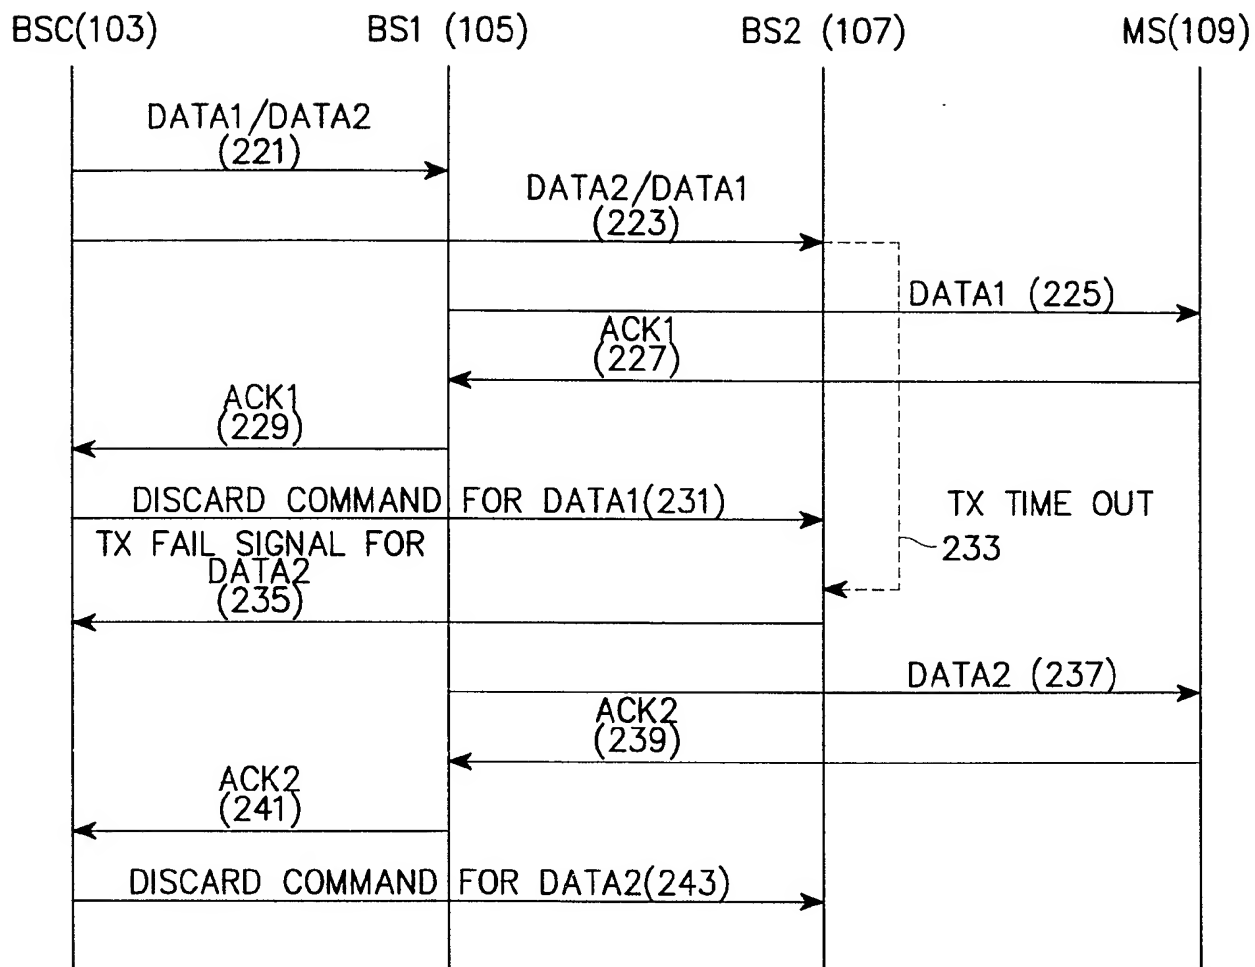 BSC(103)
BS1 (105)
BS2 (107)
MS(109)
DATA1/DATA2
(221)
DATA2/DATA1
(223)
DATA1 (225)
ACK1
(227)
ACK1
(229)
DISCARD COMMAND FOR DATA1(231)
TX TIME OUT
233
TX FAIL SIGNAL FOR
DATA2
(235)
DATA2 (237)
ACK2
(239)
ACK2
(241)
DISCARD COMMAND FOR DATA2(243)